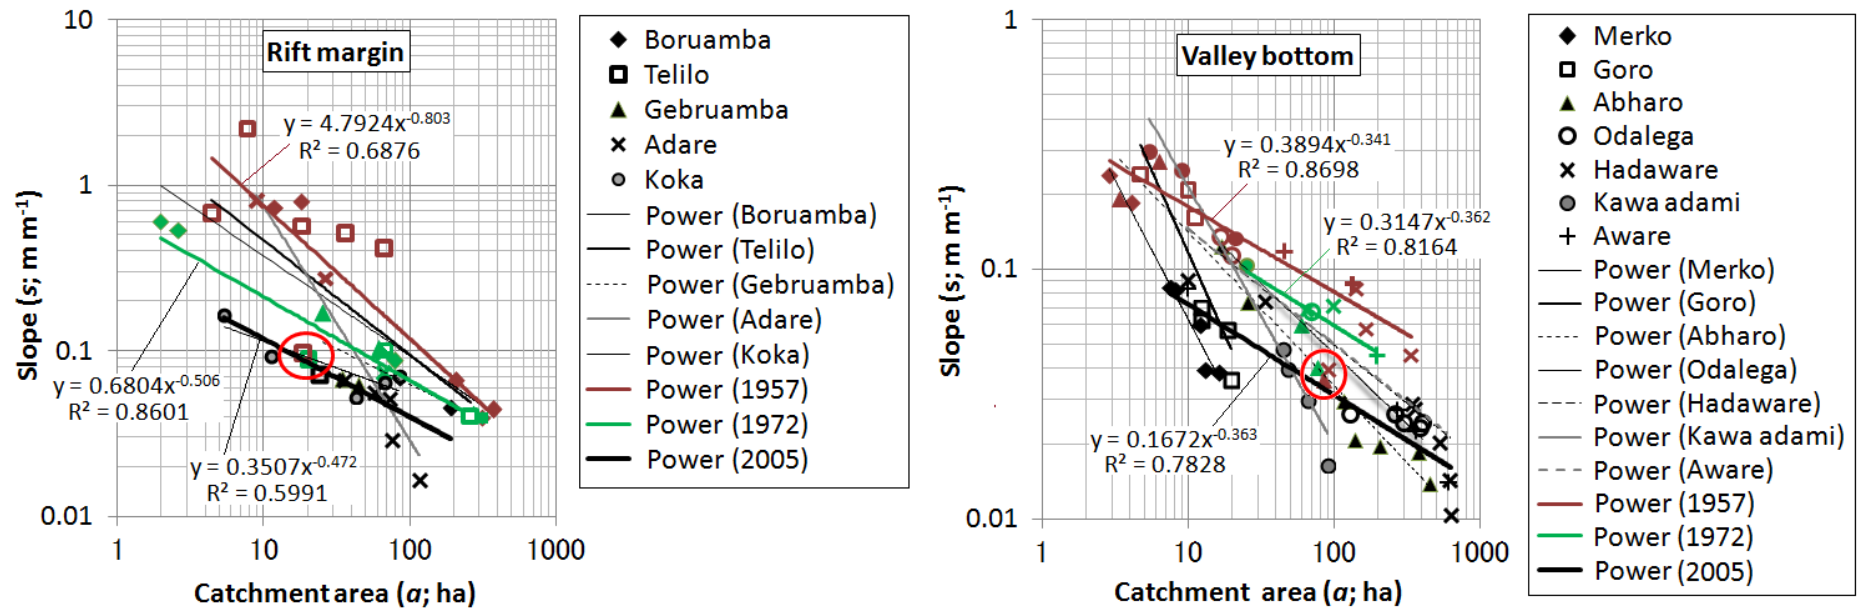 Rift margin
Slope (s; m m-1)
10
1
0.1
0.01
y = 4.7924x-0.803
R² = 0.6876
y = 0.6804x-0.506
R² = 0.8601
y = 0.3507x-0.472
R² = 0.5991
1 10 100 1000
Catchment area (a; ha)
Boruamba
Telilo
Gebruamba
Adare
Koka
Power (Boruamba)
Power (Telilo)
Power (Gebruamba)
Power (Adare)
Power (Koka)
Power (1957)
Power (1972)
Power (2005)
Valley bottom
Slope (s; m m-1)
1
0.1
0.01
y = 0.3894x-0.341
R² = 0.8698
y = 0.3147x-0.362
R² = 0.8164
y = 0.1672x-0.363
R² = 0.7828
1 10 100 1000
Catchment area (a; ha)
Merko
Goro
Abharo
Odalega
Hadaware
Kawa adami
Aware
Power (Merko)
Power (Goro)
Power (Abharo)
Power (Odalega)
Power (Hadaware)
Power (Kawa adami)
Power (Aware)
Power (1957)
Power (1972)
Power (2005)